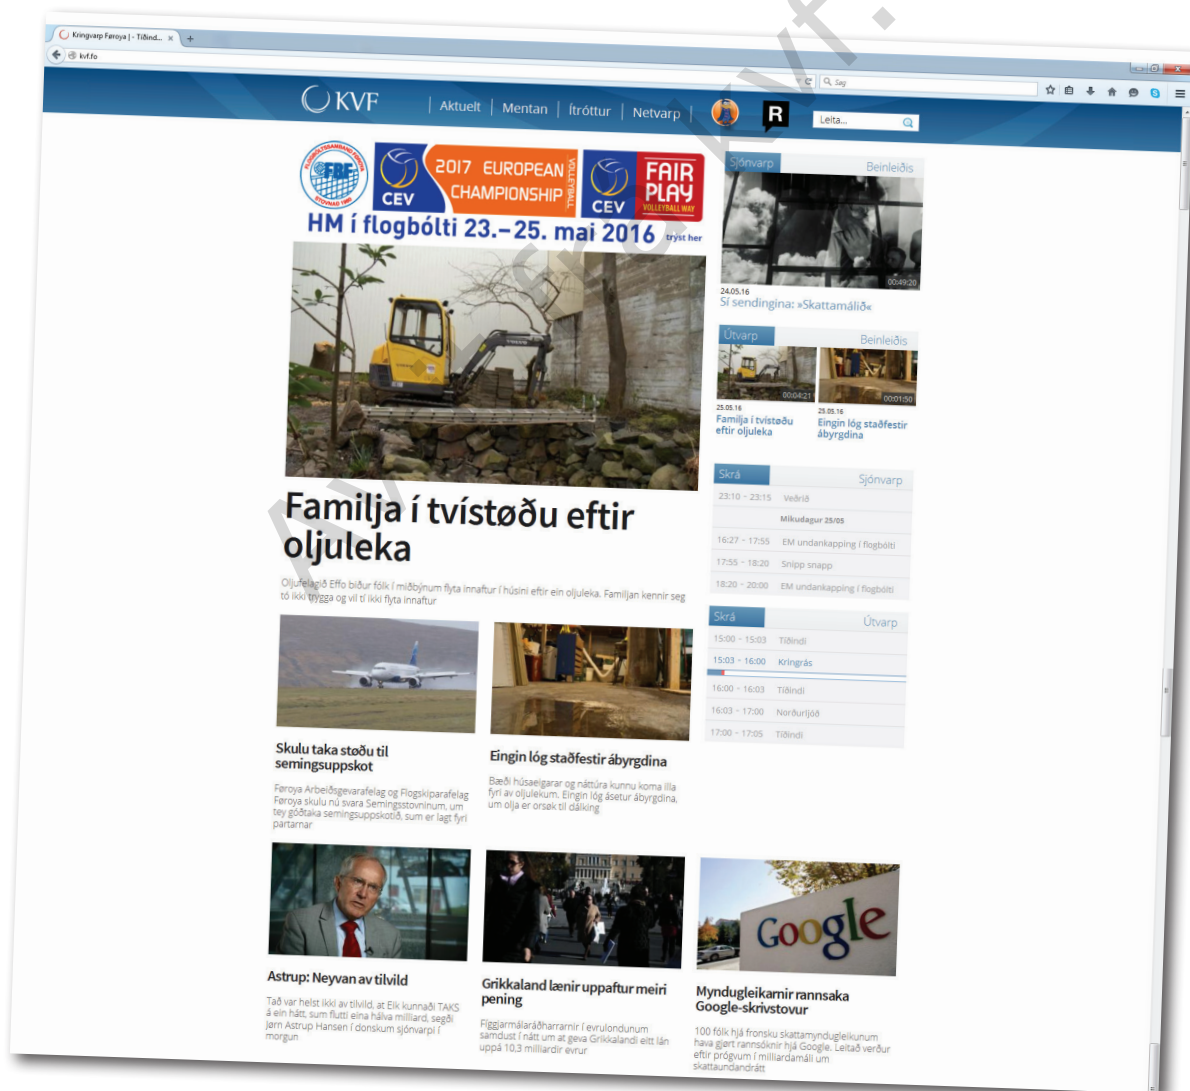 Kringvarp Føroya | - Tíðind...
kvf.fo
Søg
KVF
Aktuelt | Mentan | Ítróttur | Netvarp |
R
Leita...
FLOGBÓLTSSAMBAND FØROYA
FBF
STOVNAÐ 1980
CEV
2017 EUROPEAN
CHAMPIONSHIP
VOLLEYBALL
CEV
FAIR
PLAY
VOLLEYBALL WAY
HM í flogbólti 23.–25. mai 2016 trýst her
Familja í tvístøðu eftir
oljuleka
Oljufelagið Effo biður fólk í miðbýnum flyta innaftur í húsini eftir ein oljuleka. Familjan kennir seg
tó ikki trygga og vil tí ikki flyta innaftur
Skulu taka støðu til
semingsuppskot
Føroya Arbeiðsgevarafelag og Flogskiparafelag
Føroya skulu nú svara Semingsstovninum, um
tey góðtaka semingsuppskotið, sum er lagt fyri
partarnar
Eingin lóg staðfestir ábyrgdina
Bæði húsaeigarar og náttúra kunnu koma illa
fyri av oljulekum. Eingin lóg ásetur ábyrgdina,
um olja er orsøk til dálking
Astrup: Neyvan av tilvild
Tað var helst ikki av tilvild, at Eik kunnaði TAKS
á ein hátt, sum flutti eina hálva milliard, segði
Jørn Astrup Hansen í donskum sjónvarpi í
morgun
Grikkaland lænir uppaftur meiri
pening
Fíggjarmálaráðharrarnir í evrulondunum
samdust í nátt um at geva Grikkalandi eitt lán
uppá 10,3 milliardir evrur
Google
Myndugleikarnir rannsaka
Google-skrivstovur
100 fólk hjá fronsku skattamyndugleikunum
hava gjørt rannsóknir hjá Google. Leitað verður
eftir prógvum í milliardamáli um
skattaundandrátt
Sjónvarp Beinleiðis
00:49:20
24.05.16
Sí sendingina: »Skattamálið«
Útvarp Beinleiðis
00:04:21
00:01:50
25.05.16
Familja í tvístøðu
eftir oljuleka
25.05.16
Eingin lóg staðfestir
ábyrgdina
Skrá Sjónvarp
23:10 - 23:15 Veðrið
Mikudagur 25/05
16:27 - 17:55 EM undankapping í flogbólti
17:55 - 18:20 Snipp snapp
18:20 - 20:00 EM undankapping í flogbólti
Skrá Útvarp
15:00 - 15:03 Tíðindi
15:03 - 16:00 Kringrás
16:00 - 16:03 Tíðindi
16:03 - 17:00 Norðurljóð
17:00 - 17:05 Tíðindi